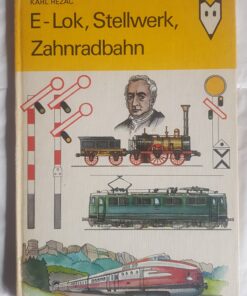 KARL REZAC
E-Lok, Stellwerk,
Zahnradbahn